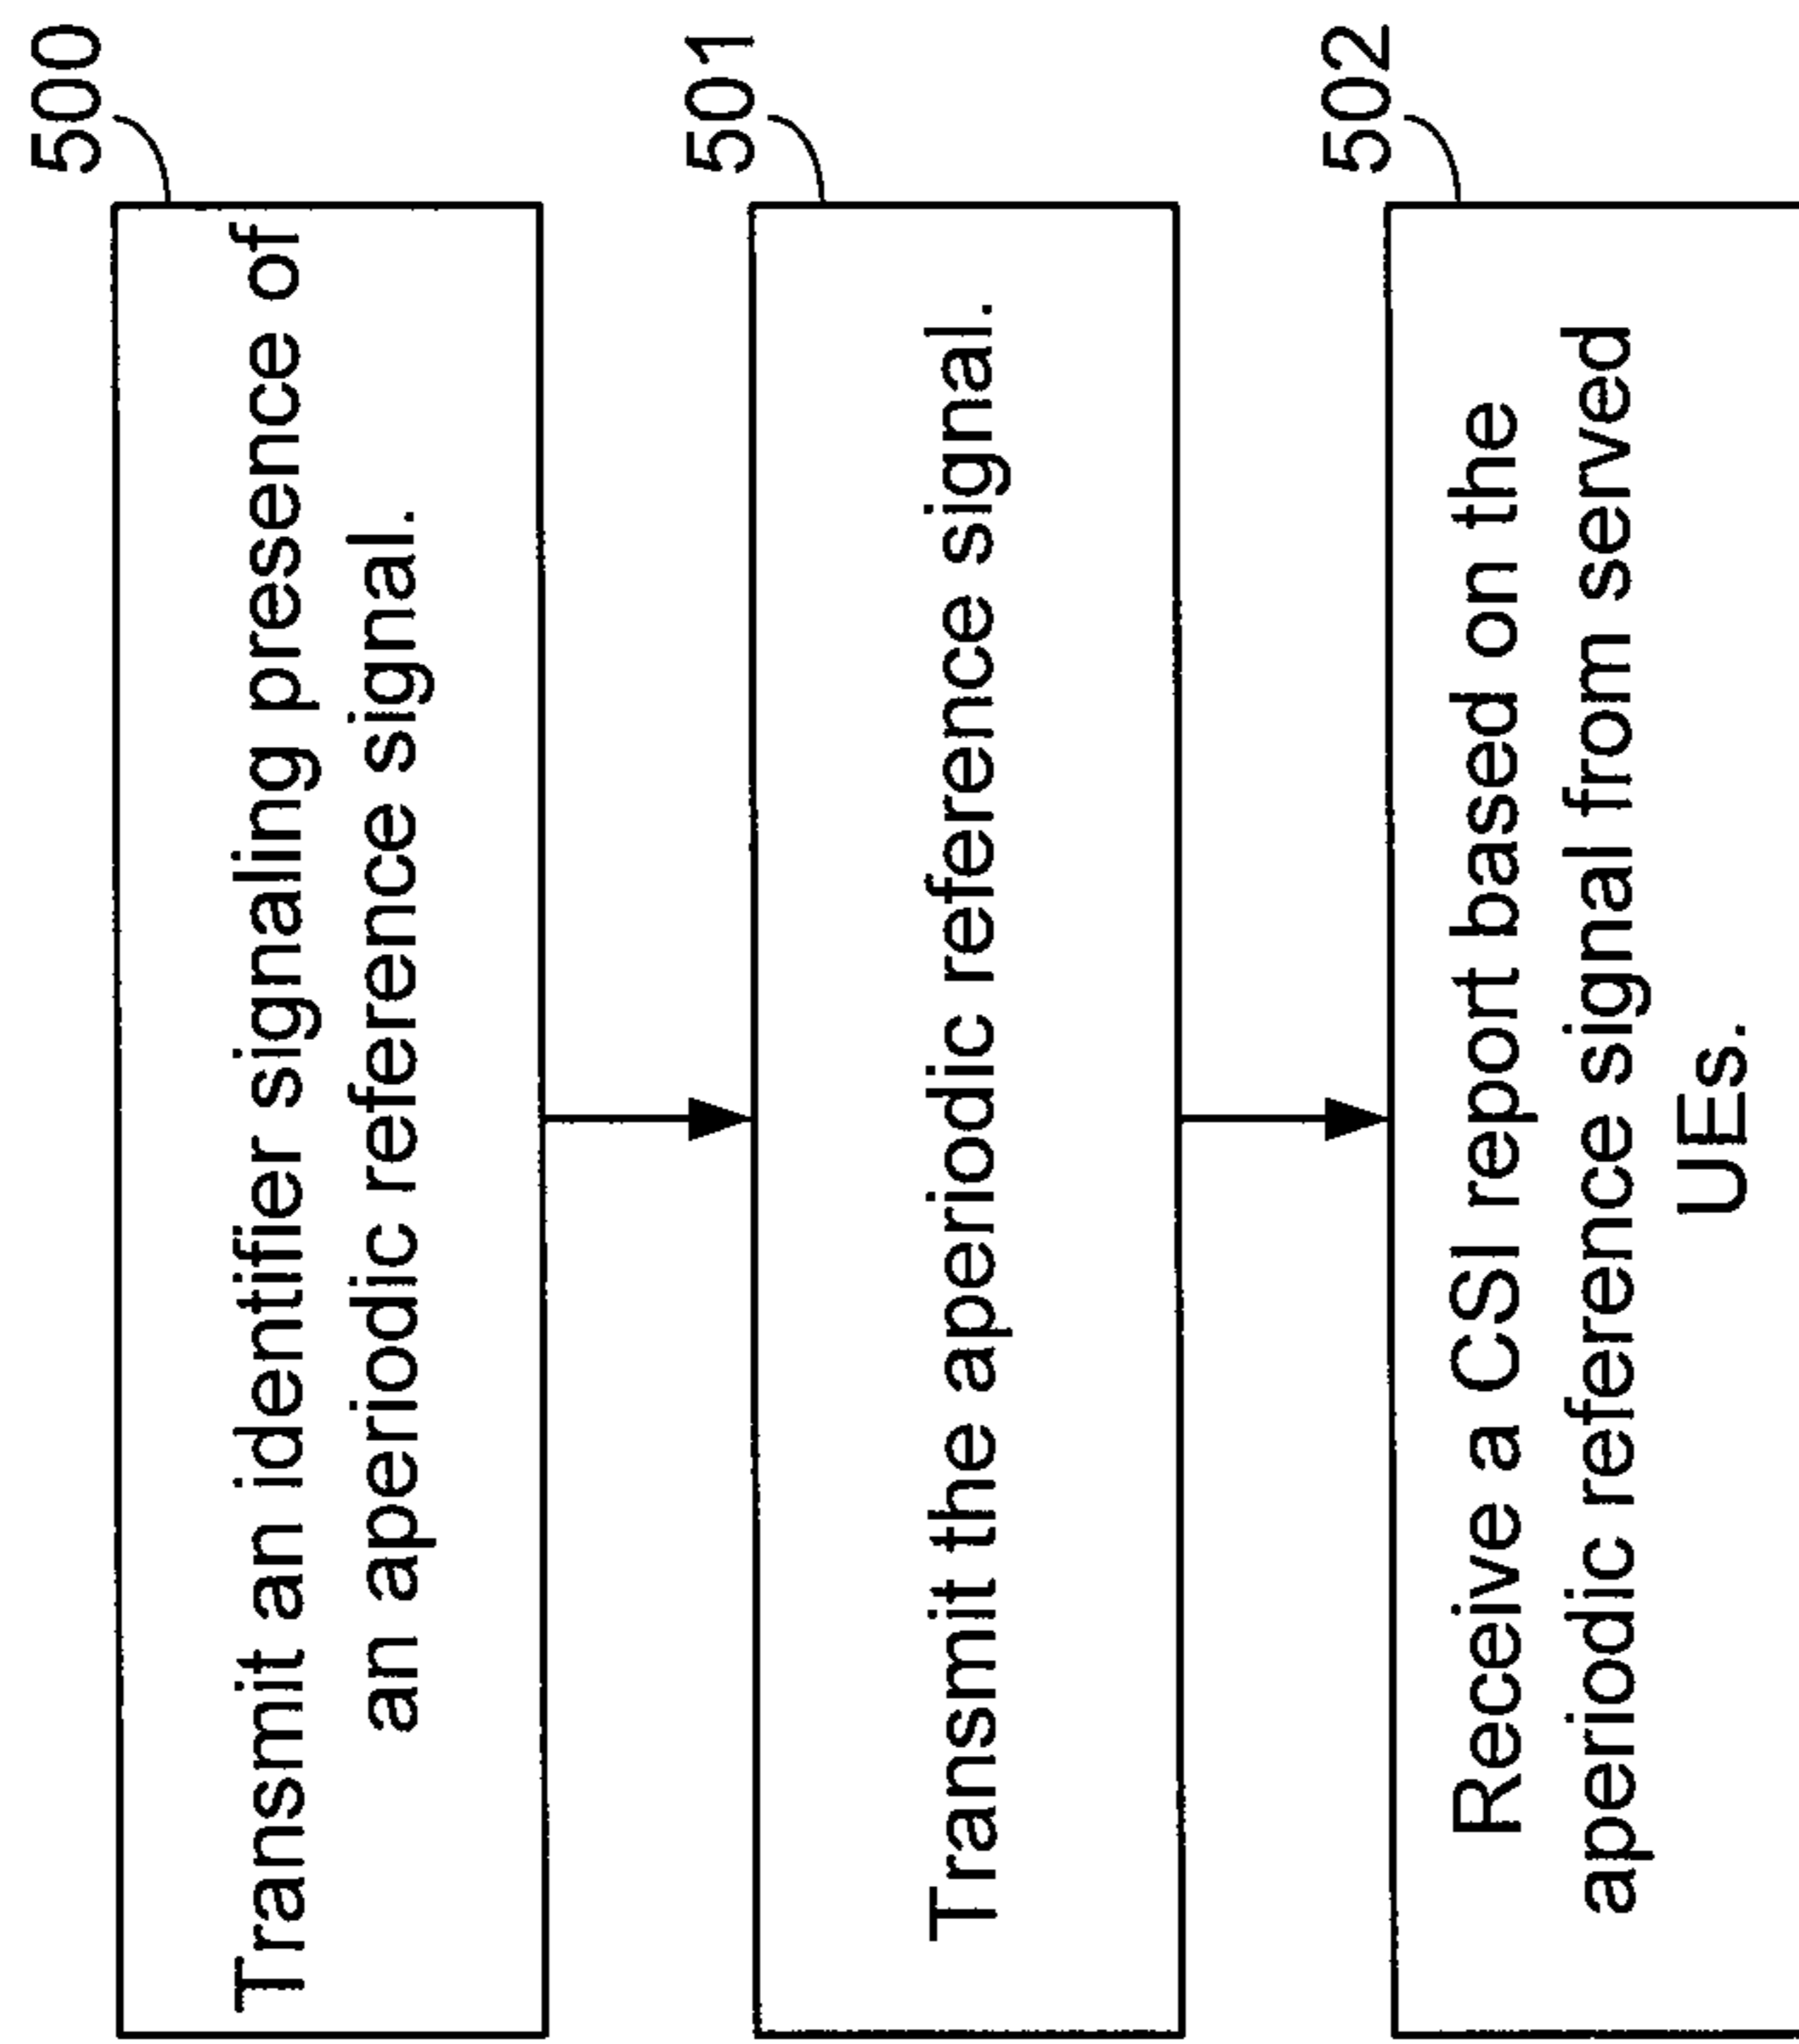 500
Transmit an identifier signaling presence of
an aperiodic reference signal.
501
Transmit the aperiodic reference signal.
502
Receive a CSI report based on the
aperiodic reference signal from served
UEs.